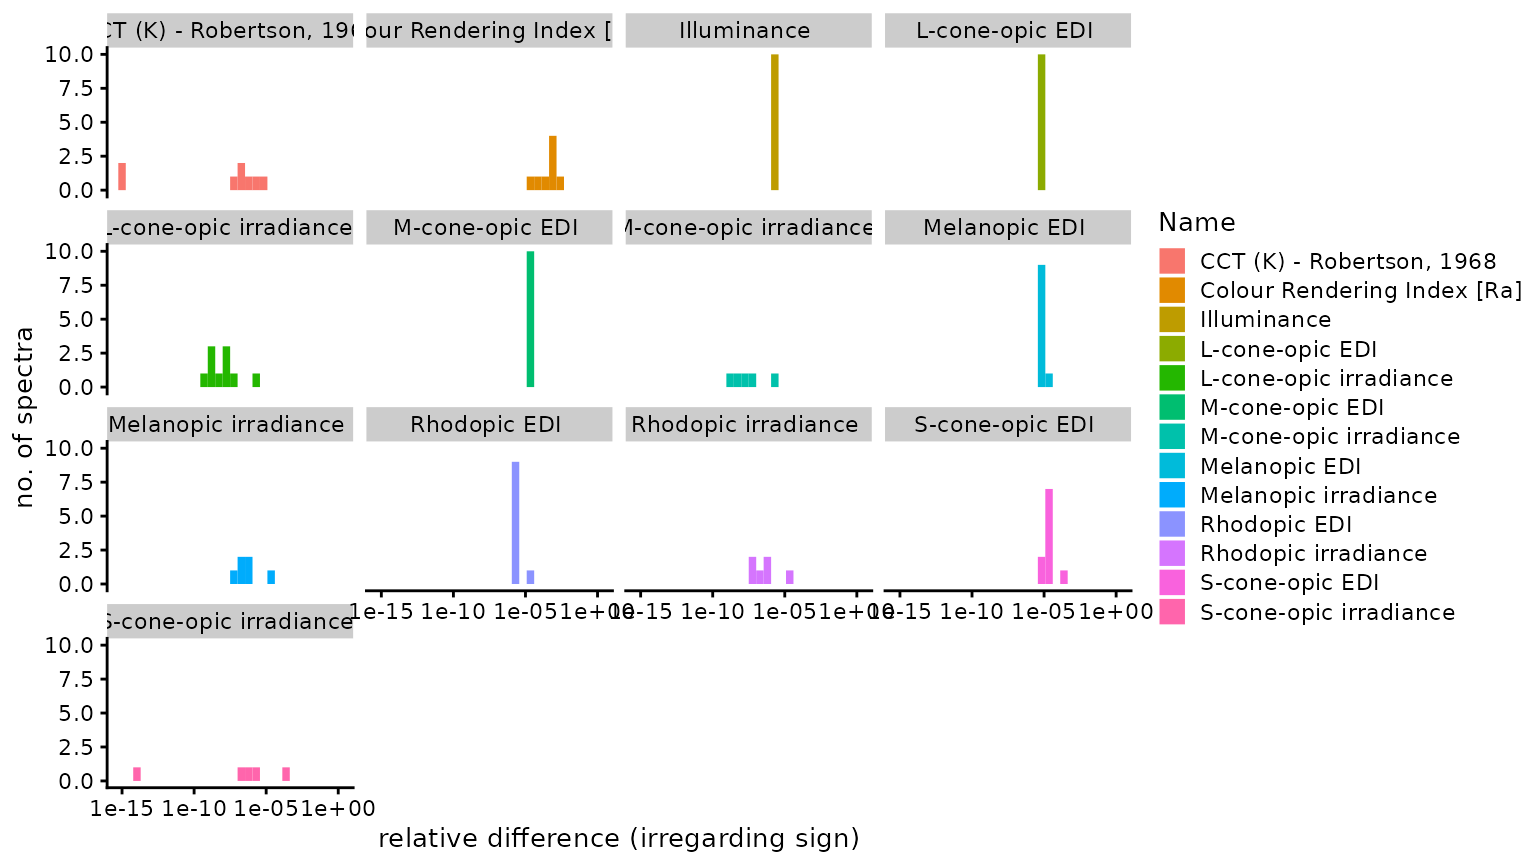 CCT (K) - Robertson, 196
our Rendering Index [
Illuminance
L-cone-opic EDI
10.0
7.5
5.0
2.5
0.0
L-cone-opic irradiance
M-cone-opic EDI
M-cone-opic irradiance
Melanopic EDI
10.0
7.5
5.0
2.5
0.0
Melanopic irradiance
Rhodopic EDI
Rhodopic irradiance
S-cone-opic EDI
10.0
7.5
5.0
2.5
0.0
1e-15 1e-10 1e-05 1e+00
1e-15 1e-10 1e-05 1e+00
1e-15 1e-10 1e-05 1e+00
S-cone-opic irradiance
10.0
7.5
5.0
2.5
0.0
1e-15 1e-10 1e-05 1e+00
no. of spectra
relative difference (irregarding sign)
Name
CCT (K) - Robertson, 1968
Colour Rendering Index [Ra]
Illuminance
L-cone-opic EDI
L-cone-opic irradiance
M-cone-opic EDI
M-cone-opic irradiance
Melanopic EDI
Melanopic irradiance
Rhodopic EDI
Rhodopic irradiance
S-cone-opic EDI
S-cone-opic irradiance